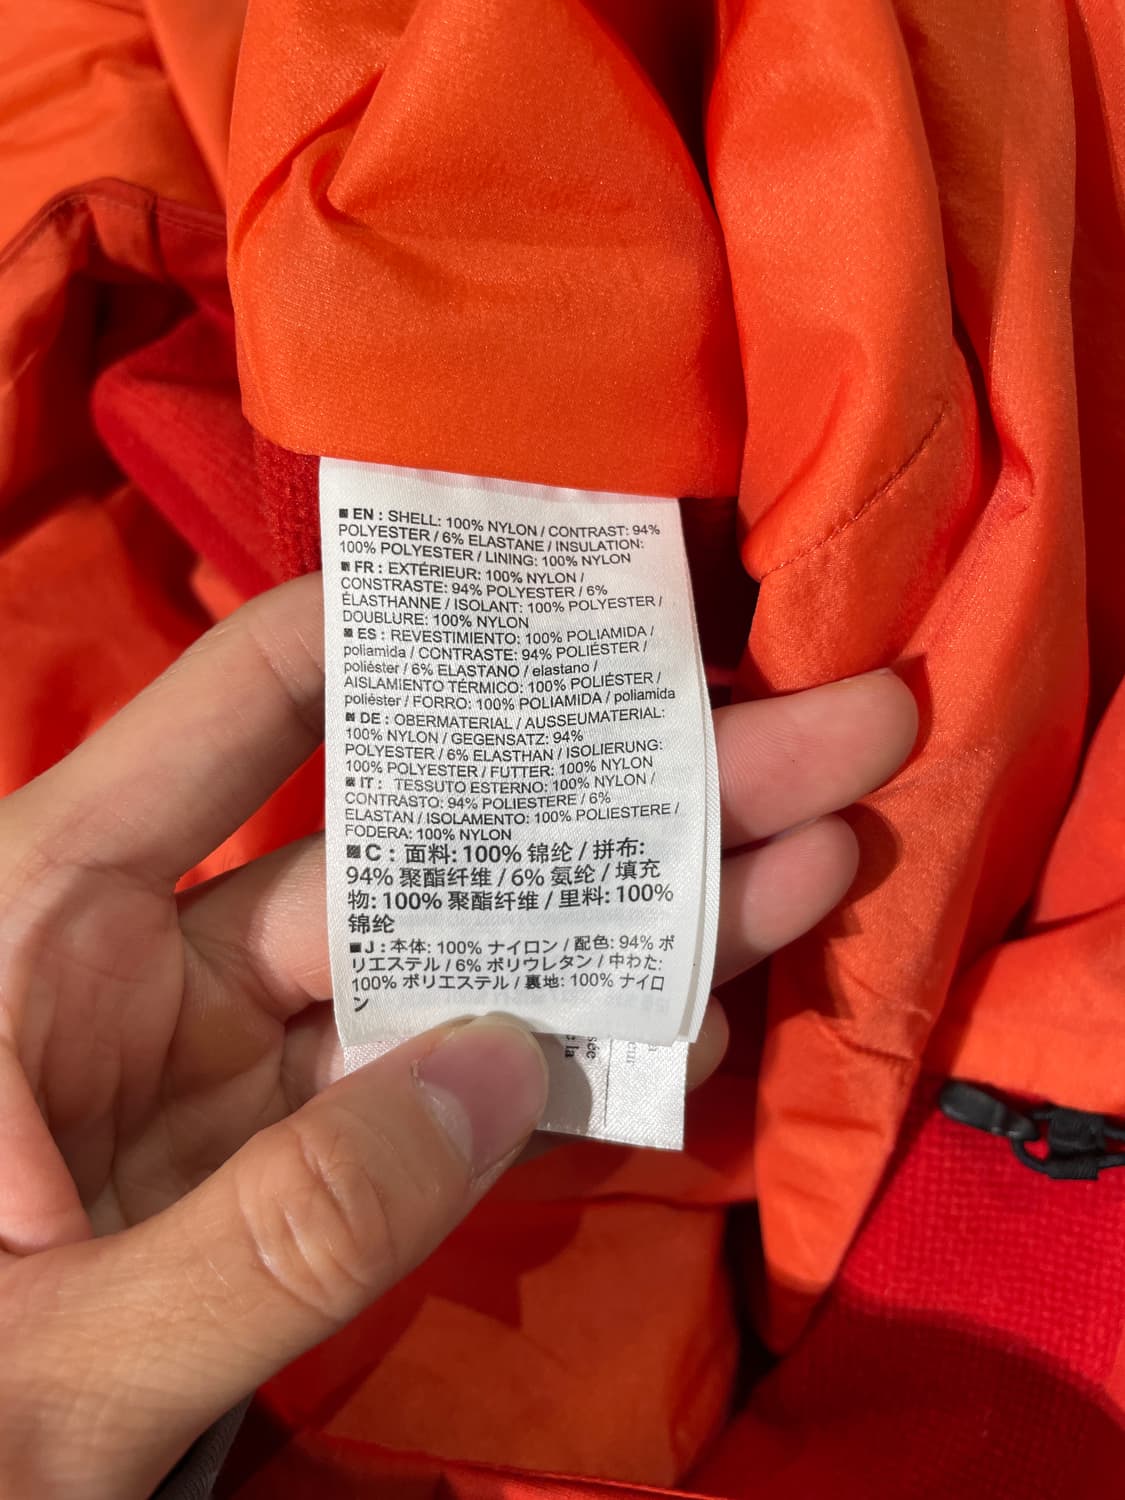 ■ EN : SHELL: 100% NYLON / CONTRAST: 94%
POLYESTER / 6% ELASTANE / INSULATION:
100% POLYESTER / LINING: 100% NYLON
■ FR : EXTÉRIEUR: 100% NYLON /
CONSTRASTE: 94% POLYESTER / 6%
ÉLASTHANNE / ISOLANT: 100% POLYESTER /
DOUBLURE: 100% NYLON
■ ES : REVESTIMIENTO: 100% POLIAMIDA /
poliamida / CONTRASTE: 94% POLIÉSTER /
poliéster / 6% ELASTANO / elastano /
AISLAMIENTO TÉRMICO: 100% POLIÉSTER /
poliéster / FORRO: 100% POLIAMIDA / poliamida
■ DE : OBERMATERIAL / AUSSEUMATERIAL:
100% NYLON / GEGENSATZ: 94%
POLYESTER / 6% ELASTHAN / ISOLIERUNG:
100% POLYESTER / FUTTER: 100% NYLON
■ IT : TESSUTO ESTERNO: 100% NYLON /
CONTRASTO: 94% POLIESTERE / 6%
ELASTAN / ISOLAMENTO: 100% POLIESTERE /
FODERA: 100% NYLON
■ C : 面料: 100% 锦纶 / 拼布:
94% 聚酯纤维 / 6% 氨纶 / 填充
物: 100% 聚酯纤维 / 里料: 100%
锦纶
■ J : 本体: 100% ナイロン / 配色: 94% ポ
リエステル / 6% ポリウレタン / 中わた:
100% ポリエステル / 裏地: 100% ナイロ
ン
la